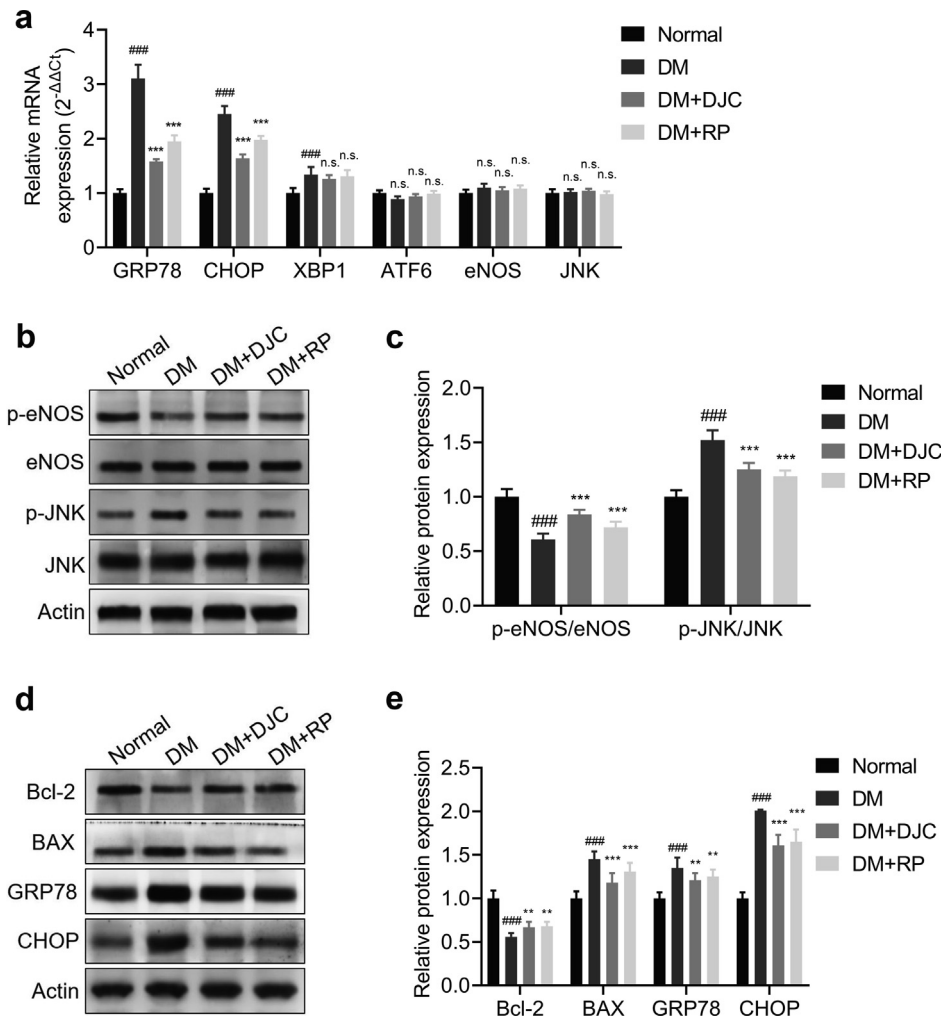 a
Relative mRNA
expression (2-ΔΔCt)
4
3
2
1
0
###
***
***
###
***
***
###
n.s.
n.s.
n.s.
n.s.
n.s.
n.s.
n.s.
n.s.
n.s.
n.s.
n.s.
GRP78 CHOP XBP1 ATF6 eNOS JNK
Normal
DM
DM+DJC
DM+RP
b
Normal DM DM+DJC DM+RP
p-eNOS
eNOS
p-JNK
JNK
Actin
c
Relative protein expression
2.0
1.5
1.0
0.5
0.0
###
***
***
###
***
***
p-eNOS/eNOS p-JNK/JNK
Normal
DM
DM+DJC
DM+RP
d
Normal DM DM+DJC DM+RP
Bcl-2
BAX
GRP78
CHOP
Actin
e
Relative protein expression
2.5
2.0
1.5
1.0
0.5
0.0
###
**
**
###
***
***
###
**
**
###
***
***
Bcl-2 BAX GRP78 CHOP
Normal
DM
DM+DJC
DM+RP